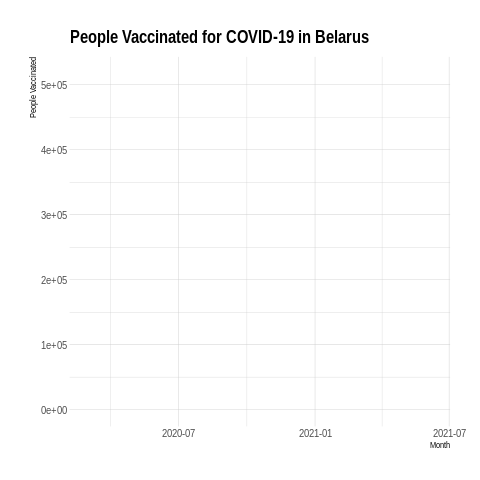 People Vaccinated for COVID-19 in Belarus
People Vaccinated
5e+05
4e+05
3e+05
2e+05
1e+05
0e+00
2020-07
2021-01
2021-07
Month